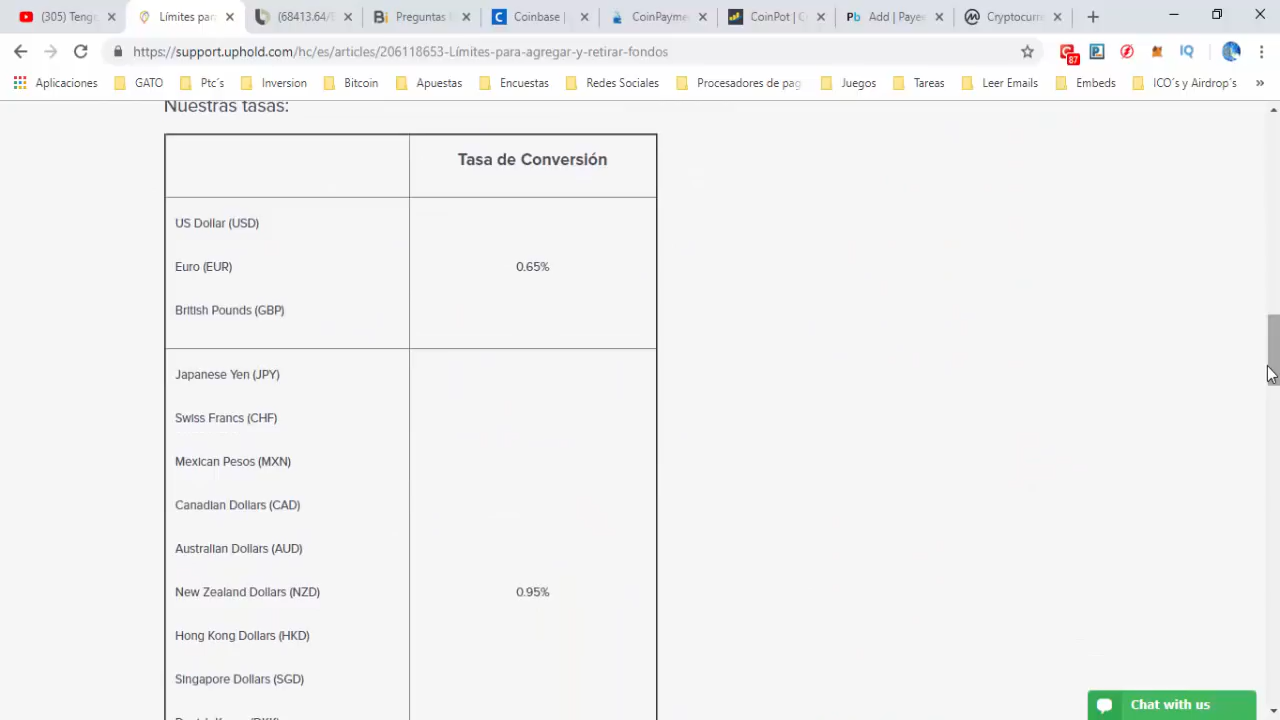 (305) Teng
Límites par
(68413.64/
Preguntas
Coinbase
CoinPayme
CoinPot | C
Add | Paye
Cryptocurr
https://support.uphold.com/hc/es/articles/206118653-Límites-para-agregar-y-retirar-fondos
87
Aplicaciones
GATO
Ptc´s
Inversion
Bitcoin
Apuestas
Encuestas
Redes Sociales
Procesadores de pag
Juegos
Tareas
Leer Emails
Embeds
ICO´s y Airdrop´s
»
Nuestras tasas:
Tasa de Conversión
US Dollar (USD)
Euro (EUR)
0.65%
British Pounds (GBP)
Japanese Yen (JPY)
Swiss Francs (CHF)
Mexican Pesos (MXN)
Canadian Dollars (CAD)
Australian Dollars (AUD)
New Zealand Dollars (NZD)
0.95%
Hong Kong Dollars (HKD)
Singapore Dollars (SGD)
Chat with us